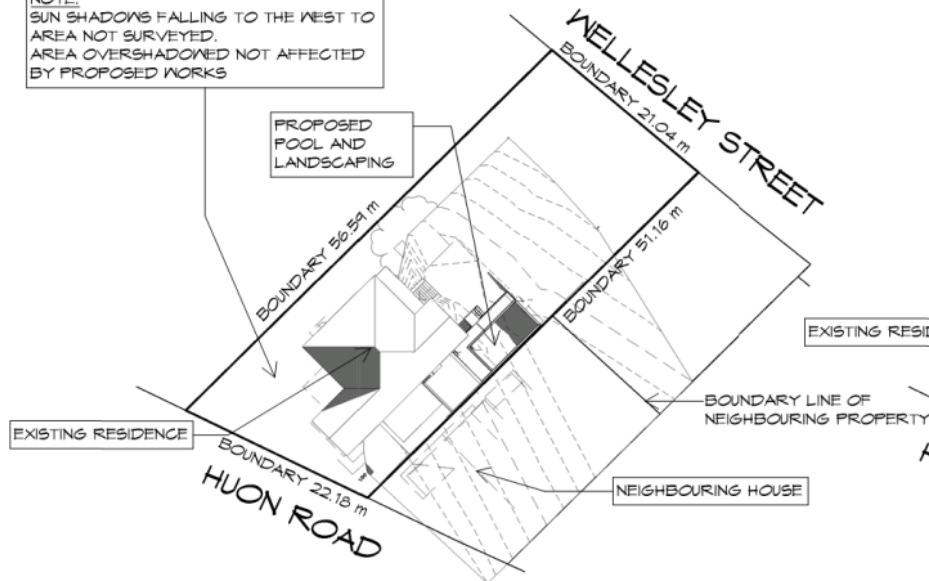 NOTE:
SUN SHADOWS FALLING TO THE WEST TO
AREA NOT SURVEYED.
AREA OVERSHADOWED NOT AFFECTED
BY PROPOSED WORKS
WELLESLEY STREET
BOUNDARY 21.04 m
PROPOSED
POOL AND
LANDSCAPING
BOUNDARY 56.59 m
BOUNDARY 51.16 m
EXISTING RESID
BOUNDARY LINE OF
NEIGHBOURING PROPERTY
EXISTING RESIDENCE
BOUNDARY 22.18 m
HUON ROAD
NEIGHBOURING HOUSE